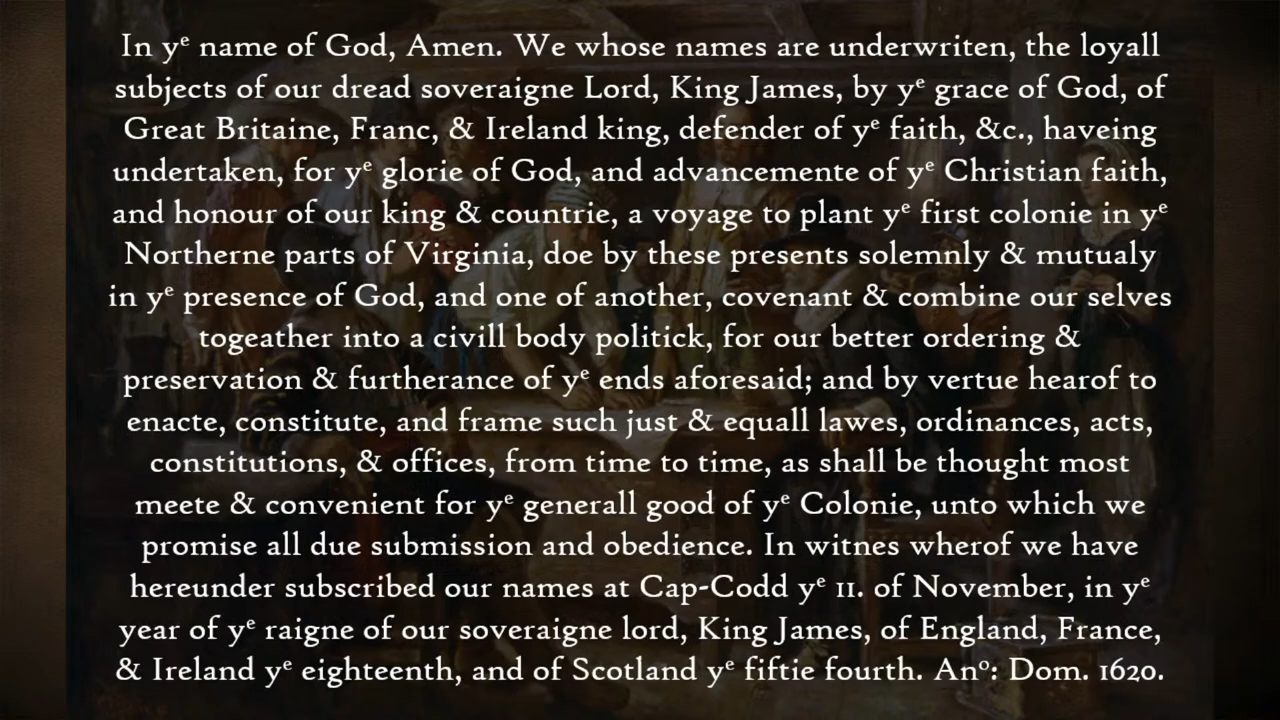 In yᵉ name of God, Amen. We whose names are underwriten, the loyall
subjects of our dread soveraigne Lord, King James, by yᵉ grace of God, of
Great Britaine, Franc, & Ireland king, defender of yᵉ faith, &c., haveing
undertaken, for yᵉ glorie of God, and advancemente of yᵉ Christian faith,
and honour of our king & countrie, a voyage to plant yᵉ first colonie in yᵉ
Northerne parts of Virginia, doe by these presents solemnly & mutualy
in yᵉ presence of God, and one of another, covenant & combine our selves
togeather into a civill body politick, for our better ordering &
preservation & furtherance of yᵉ ends aforesaid; and by vertue hearof to
enacte, constitute, and frame such just & equall lawes, ordinances, acts,
constitutions, & offices, from time to time, as shall be thought most
meete & convenient for yᵉ generall good of yᵉ Colonie, unto which we
promise all due submission and obedience. In witnes wherof we have
hereunder subscribed our names at Cap-Codd yᵉ 11. of November, in yᵉ
year of yᵉ raigne of our soveraigne lord, King James, of England, France,
& Ireland yᵉ eighteenth, and of Scotland yᵉ fiftie fourth. Anᵒ: Dom. 1620.